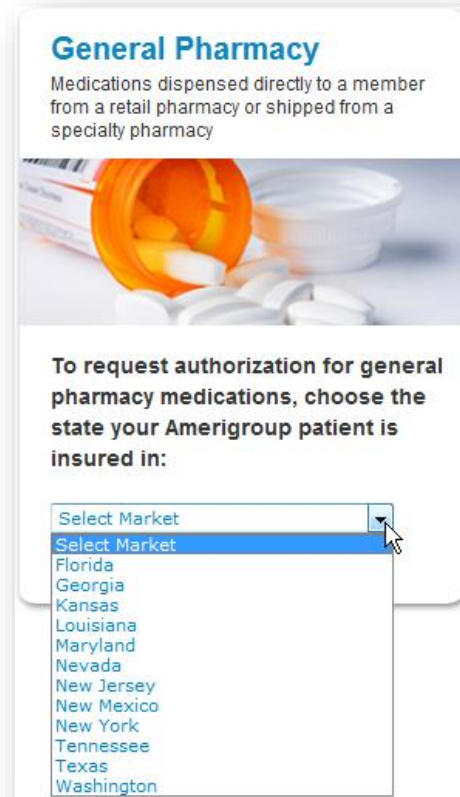 General Pharmacy
Medications dispensed directly to a member
from a retail pharmacy or shipped from a
specialty pharmacy
To request authorization for general
pharmacy medications, choose the
state your Amerigroup patient is
insured in:
Select Market
Select Market
Florida
Georgia
Kansas
Louisiana
Maryland
Nevada
New Jersey
New Mexico
New York
Tennessee
Texas
Washington